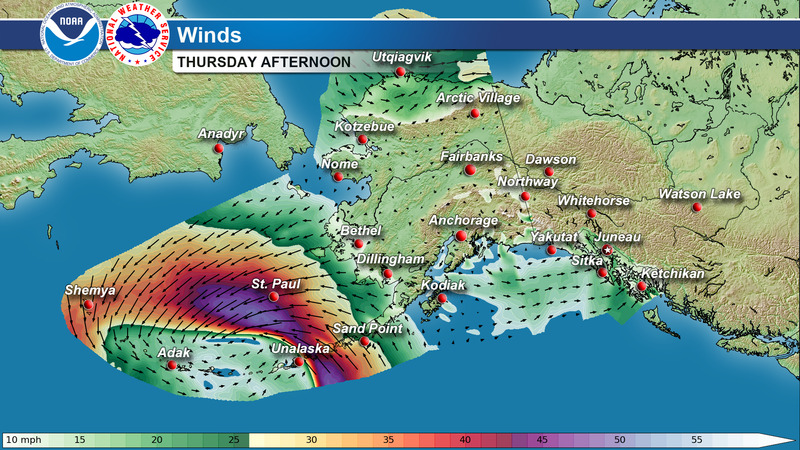 NOAA
NATIONAL WEATHER SERVICE
Winds
THURSDAY AFTERNOON
Utqiagvik
Arctic Village
Kotzebue
Anadyr
Nome
Fairbanks
Dawson
Northway
Whitehorse
Watson Lake
Bethel
Anchorage
Yakutat
Juneau
Dillingham
Sitka
Ketchikan
Shemya
St. Paul
Kodiak
Sand Point
Adak
Unalaska
10 mph 15 20 25 30 35 40 45 50 55